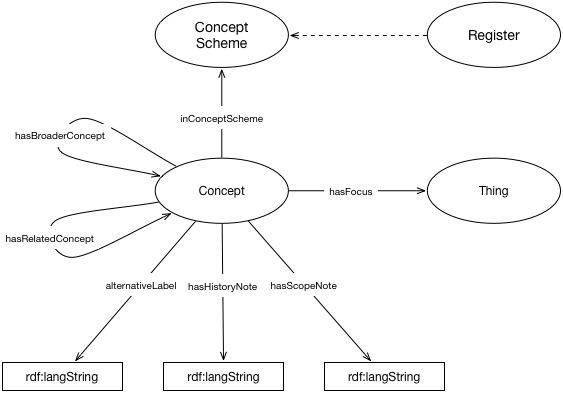 Concept
Scheme
Register
inConceptScheme
hasBroaderConcept
Concept
hasFocus
Thing
hasRelatedConcept
alternativeLabel
hasHistoryNote
hasScopeNote
rdf:langString
rdf:langString
rdf:langString